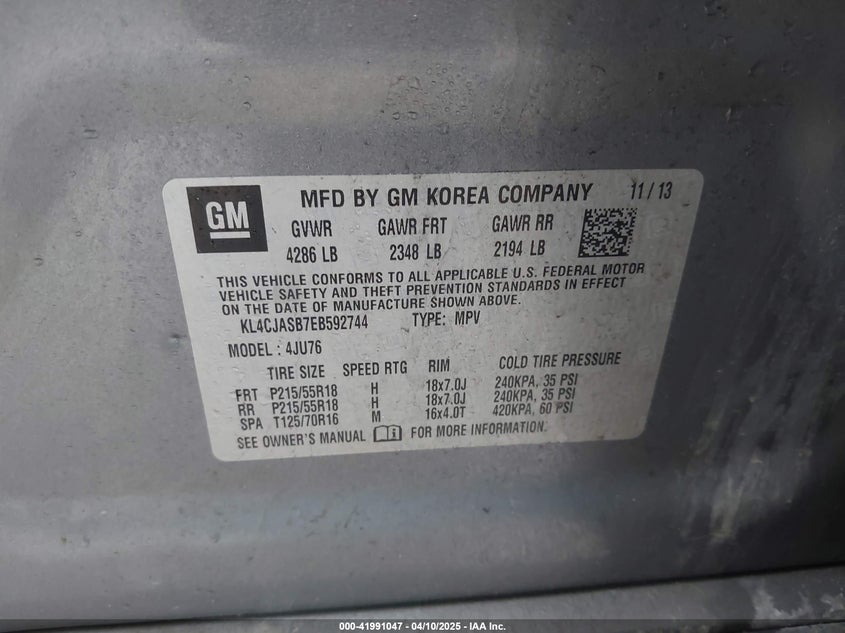 GM
MFD BY GM KOREA COMPANY 11 / 13
GVWR GAWR FRT GAWR RR
4286 LB 2348 LB 2194 LB
THIS VEHICLE CONFORMS TO ALL APPLICABLE U.S. FEDERAL MOTOR
VEHICLE SAFETY AND THEFT PREVENTION STANDARDS IN EFFECT
ON THE DATE OF MANUFACTURE SHOWN ABOVE.
KL4CJASB7EB592744 TYPE: MPV
MODEL : 4JU76
TIRE SIZE SPEED RTG RIM COLD TIRE PRESSURE
FRT P215/55R18 H 18x7.0J 240KPA, 35 PSI
RR P215/55R18 H 18x7.0J 240KPA, 35 PSI
SPA T125/70R16 M 16x4.0T 420KPA, 60 PSI
SEE OWNER'S MANUAL FOR MORE INFORMATION.
000-41991047 - 04/10/2025 - IAA Inc.